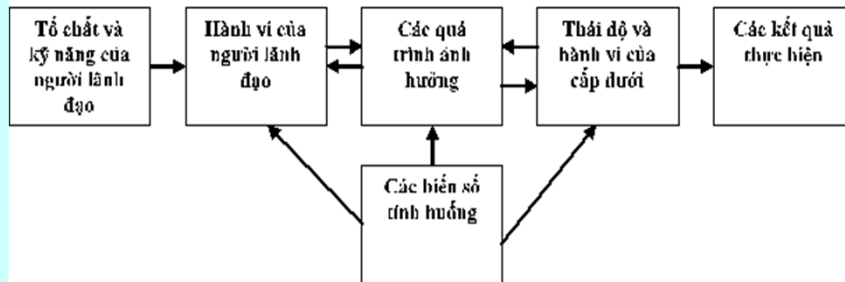 Tố chất và
kỹ năng của
người lãnh
đạo
Hành vi của
người lãnh
đạo
Các quá
trình ảnh
hưởng
Thái độ và
hành vi của
cấp dưới
Các kết quả
thực hiện
Các biến số
tình huống